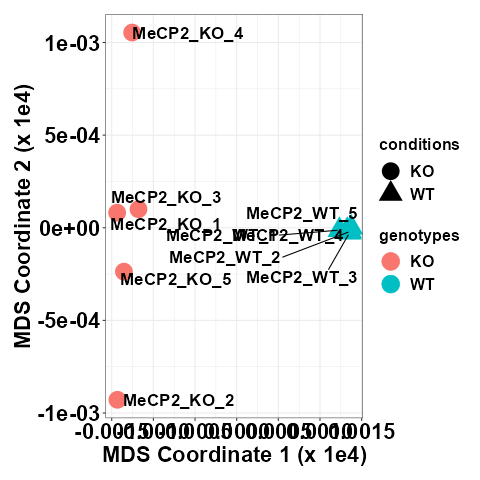 1e-03
5e-04
0e+00
-5e-04
-1e-03
MDS Coordinate 2 (x 1e4)
MeCP2_KO_4
MeCP2_KO_3
MeCP2_KO_1
MeCP2_KO_5
MeCP2_KO_2
MeCP2_WT_5
MeCP2_WT_1
MeCP2_WT_4
MeCP2_WT_2
MeCP2_WT_3
MDS Coordinate 1 (x 1e4)
conditions
KO
WT
genotypes
KO
WT